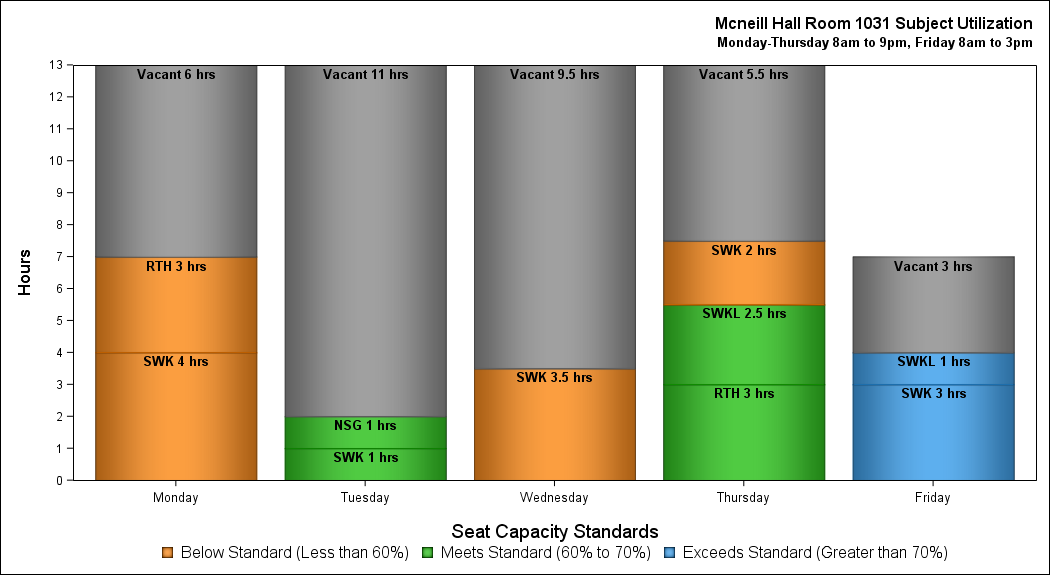 Mcneill Hall Room 1031 Subject Utilization
Monday-Thursday 8am to 9pm, Friday 8am to 3pm
Hours
13
12
11
10
9
8
7
6
5
4
3
2
1
0
Vacant 6 hrs
RTH 3 hrs
SWK 4 hrs
Vacant 11 hrs
NSG 1 hrs
SWK 1 hrs
Vacant 9.5 hrs
SWK 3.5 hrs
Vacant 5.5 hrs
SWK 2 hrs
SWKL 2.5 hrs
RTH 3 hrs
Vacant 3 hrs
SWKL 1 hrs
SWK 3 hrs
Monday Tuesday Wednesday Thursday Friday
Seat Capacity Standards
Below Standard (Less than 60%) Meets Standard (60% to 70%) Exceeds Standard (Greater than 70%)